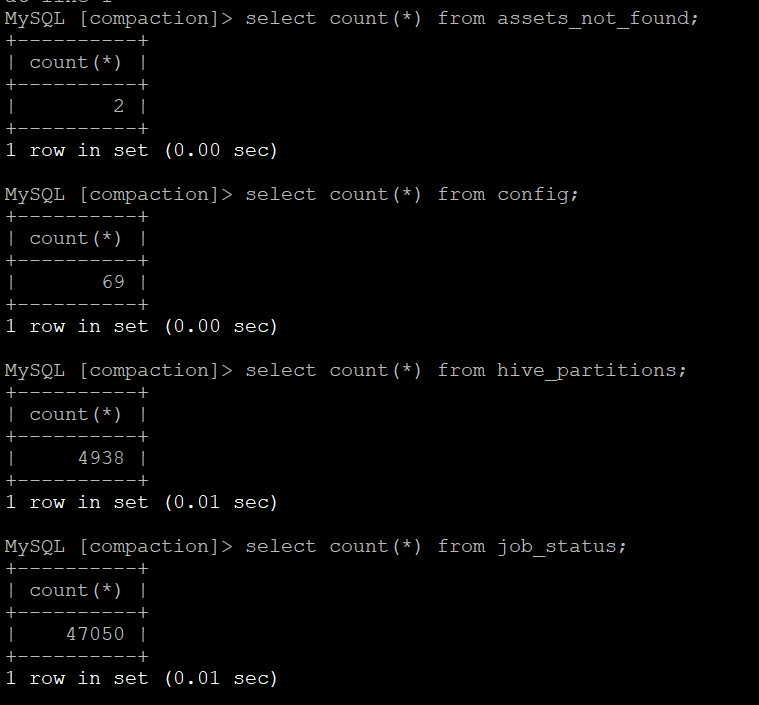 MySQL [compaction]> select count(*) from assets_not_found;
+----------+
| count(*) |
+----------+
|        2 |
+----------+
1 row in set (0.00 sec)
MySQL [compaction]> select count(*) from config;
+----------+
| count(*) |
+----------+
|       69 |
+----------+
1 row in set (0.00 sec)
MySQL [compaction]> select count(*) from hive_partitions;
+----------+
| count(*) |
+----------+
|     4938 |
+----------+
1 row in set (0.01 sec)
MySQL [compaction]> select count(*) from job_status;
+----------+
| count(*) |
+----------+
|    47050 |
+----------+
1 row in set (0.01 sec)